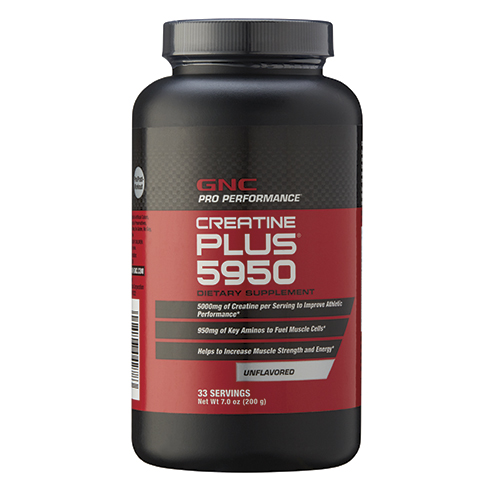 GNC
PRO PERFORMANCE®
CREATINE
PLUS®
5950
DIETARY SUPPLEMENT
5000mg of Creatine per Serving to Improve Athletic
Performance*
950mg of Key Aminos to Fuel Muscle Cells*
Helps to Increase Muscle Strength and Energy*
UNFLAVORED
33 SERVINGS
Net Wt 7.0 oz (200 g)